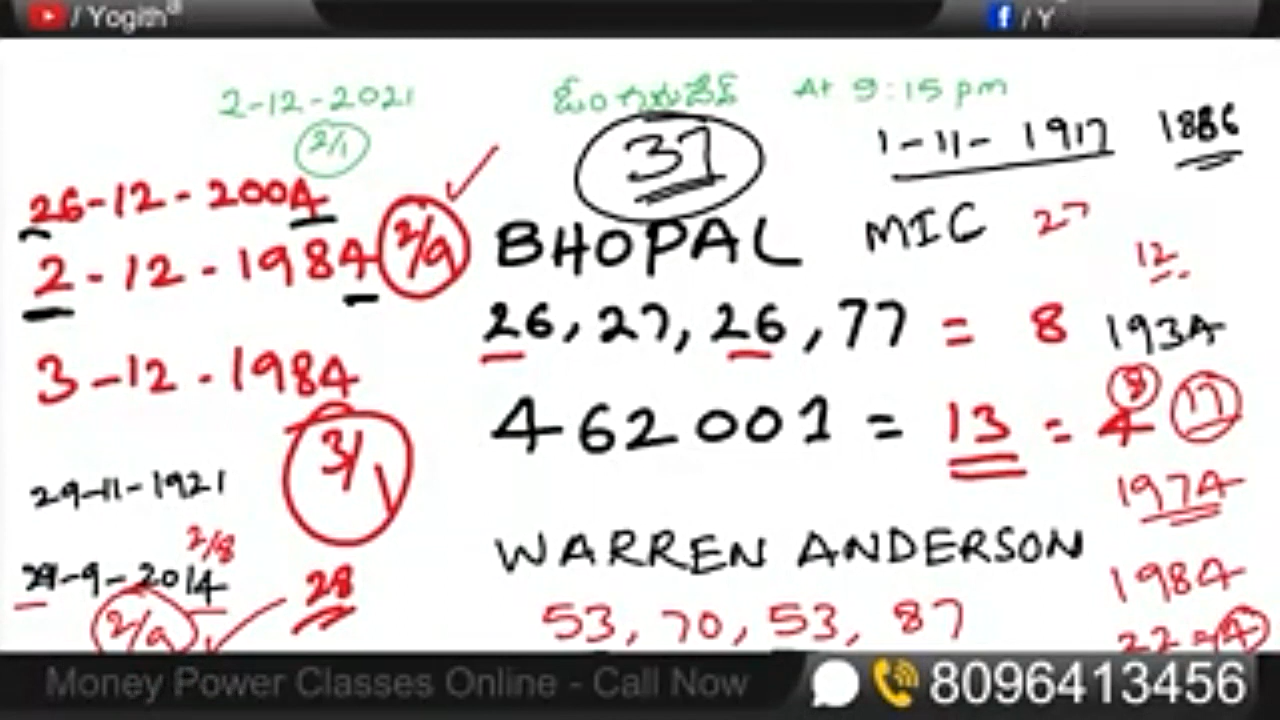 / Yogith
/ Y
2-12-2021
ఓం గురుదేవ్
At 9:15 pm
2/1
37
1-11-1917
1886
26-12-2004
2-12-1984
2/9
BHOPAL
MIC
27
12
26, 27, 26, 77 = 8
1934
3-12-1984
3/1
462001 = 13 = 4
8
17
1974
29-11-1921
2/8
29-9-2014
2/9
28
WARREN ANDERSON
53, 70, 53, 87
1984
22 = 4
Money Power Classes Online - Call Now
8096413456